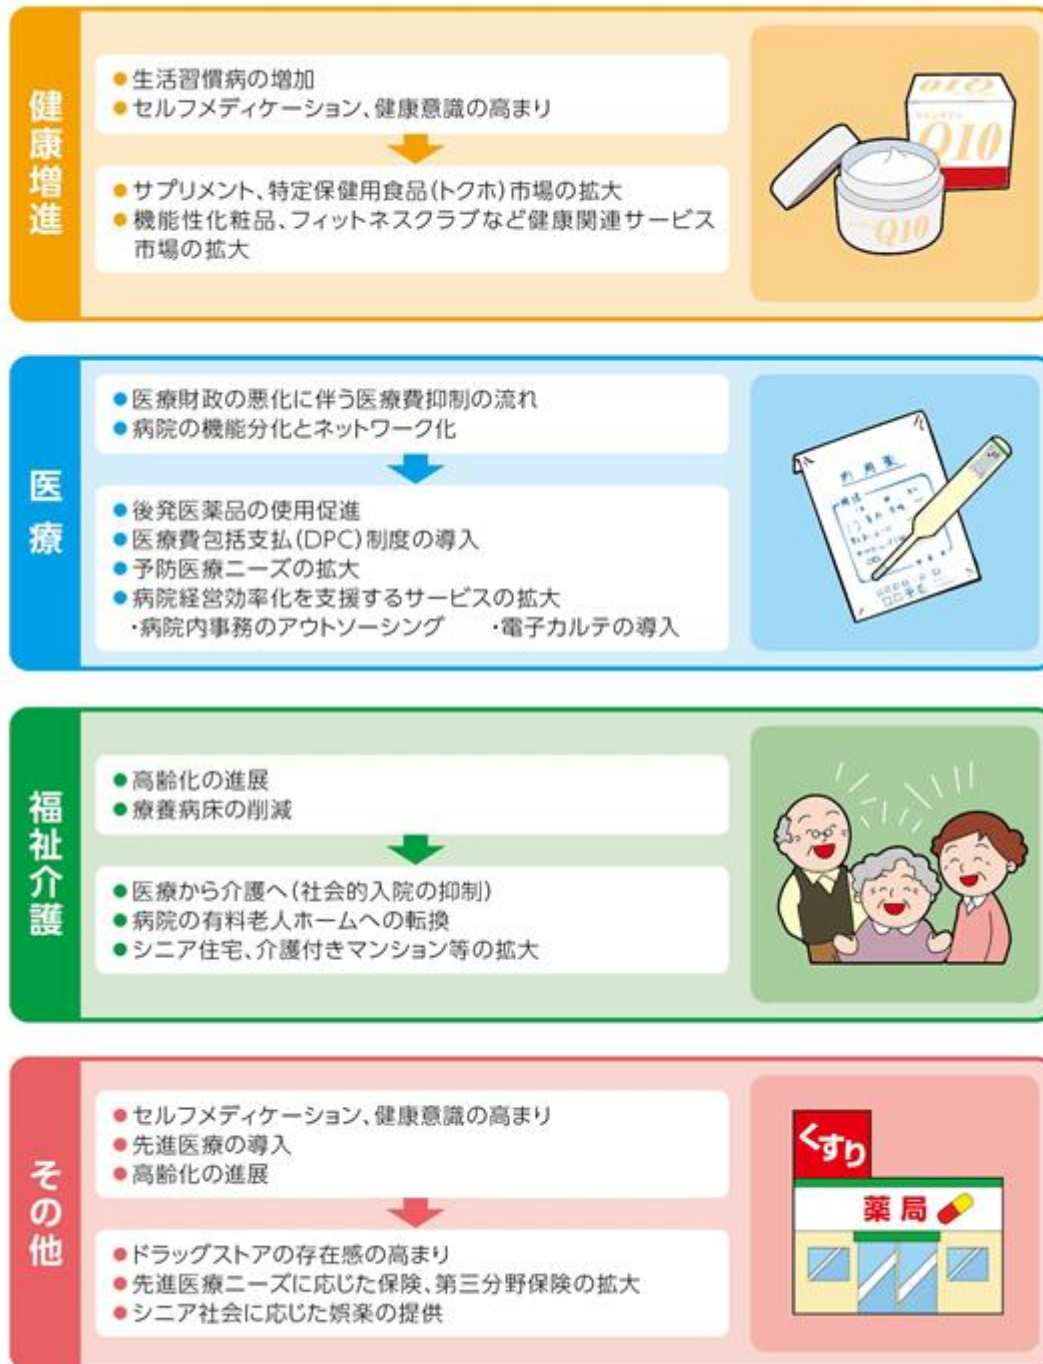 健康増進
●生活習慣病の増加
●セルフメディケーション、健康意識の高まり
●サプリメント、特定保健用食品(トクホ)市場の拡大
●機能性化粧品、フィットネスクラブなど健康関連サービス
市場の拡大
Q10
Q10
Q10
医療
●医療財政の悪化に伴う医療費抑制の流れ
●病院の機能分化とネットワーク化
●後発医薬品の使用促進
●医療費包括支払(DPC)制度の導入
●予防医療ニーズの拡大
●病院経営効率化を支援するサービスの拡大
・病院内事務のアウトソーシング ・電子カルテの導入
福祉介護
●高齢化の進展
●療養病床の削減
●医療から介護へ(社会的入院の抑制)
●病院の有料老人ホームへの転換
●シニア住宅、介護付きマンション等の拡大
その他
●セルフメディケーション、健康意識の高まり
●先進医療の導入
●高齢化の進展
●ドラッグストアの存在感の高まり
●先進医療ニーズに応じた保険、第三分野保険の拡大
●シニア社会に応じた娯楽の提供
くすり
薬局